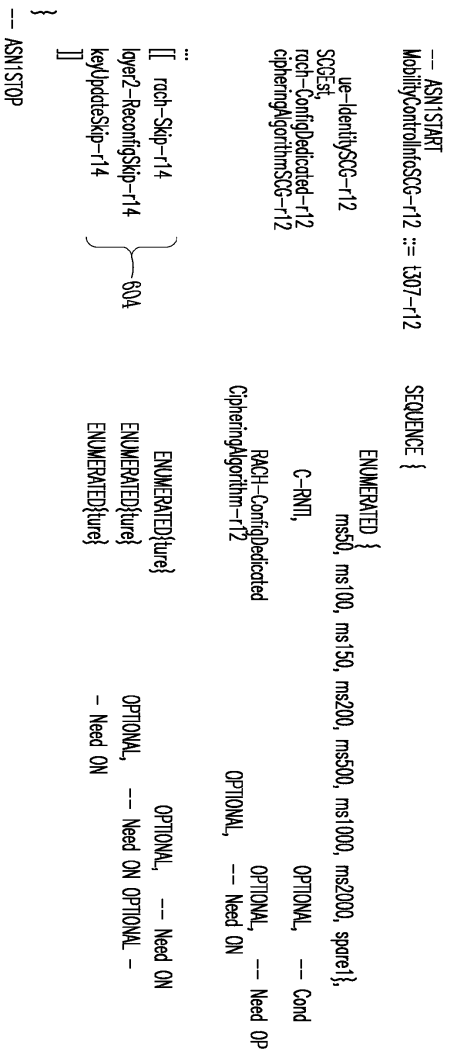 -- ASN1START
MobilityControlInfoSCG-r12 ::= t307-r12 SEQUENCE {
ENUMERATED {
ms50, ms100, ms150, ms200, ms500, ms1000, ms2000, spare1},
ue-IdentitySCG-r12 C-RNTI, OPTIONAL, -- Cond
SCGEst,
rach-ConfigDedicated-r12 RACH-ConfigDedicated OPTIONAL, -- Need OP
cipheringAlgorithmSCG-r12 CipheringAlgorithm-r12 OPTIONAL, -- Need ON
...
[[ rach-Skip-r14 ENUMERATED{ture} OPTIONAL, -- Need ON
layer2-ReconfigSkip-r14 ENUMERATED{ture} OPTIONAL, -- Need ON OPTIONAL -
keyUpdateSkip-r14 ENUMERATED{ture} - Need ON
]]
604
}
-- ASN1STOP